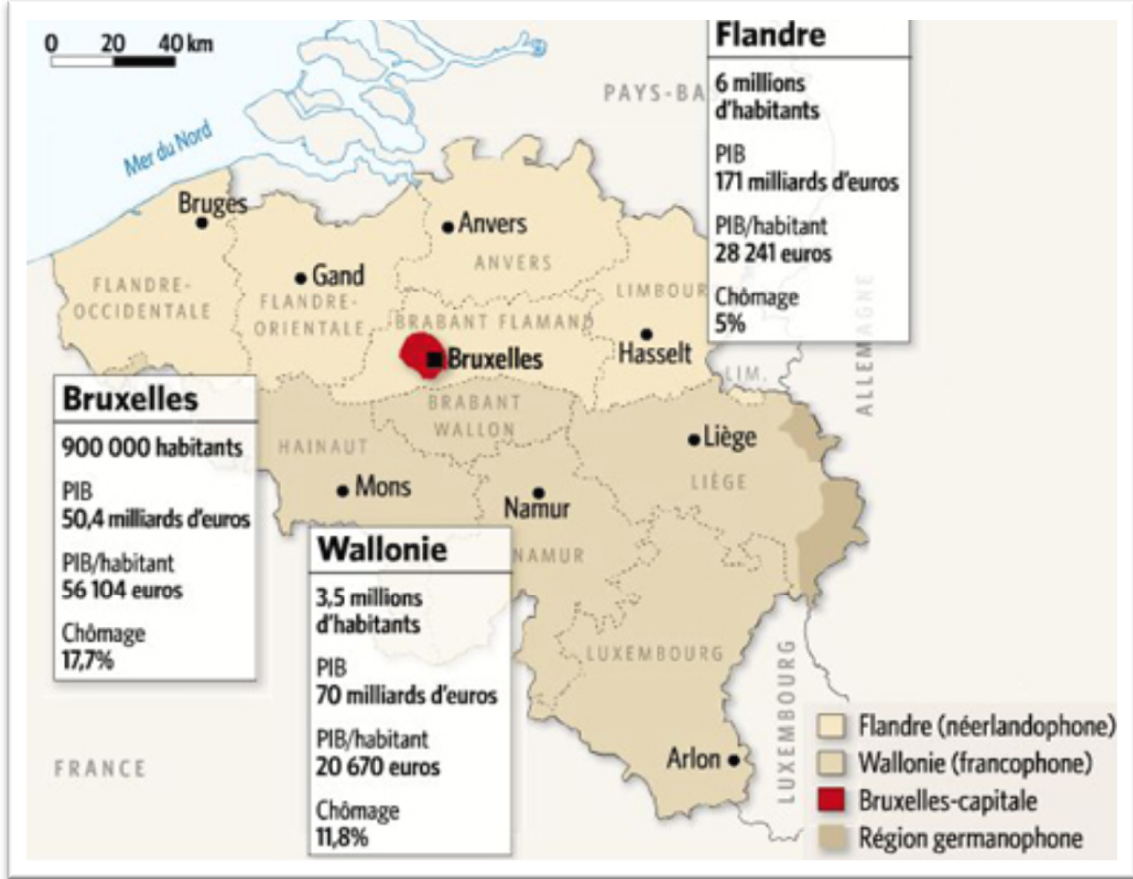 0 20 40 km
Mer du Nord
PAYS-BA
Flandre
6 millions
d'habitants
PIB
171 milliards d'euros
PIB/habitant
28 241 euros
Chômage
5%
Bruges
Anvers
ANVERS
Gand
FLANDRE-
OCCIDENTALE
FLANDRE-
ORIENTALE
LIMBOUR
BRABANT FLAMAND
Bruxelles
Hasselt
LIM.
ALLEMAGNE
Bruxelles
900 000 habitants
PIB
50,4 milliards d'euros
PIB/habitant
56 104 euros
Chômage
17,7%
BRABANT
WALLON
HAINAUT
Liège
LIÈGE
Mons
Namur
NAMUR
Wallonie
3,5 millions
d'habitants
PIB
70 milliards d'euros
PIB/habitant
20 670 euros
Chômage
11,8%
LUXEMBOURG
LUXEMBOURG
Arlon
FRANCE
Flandre (néerlandophone)
Wallonie (francophone)
Bruxelles-capitale
Région germanophone